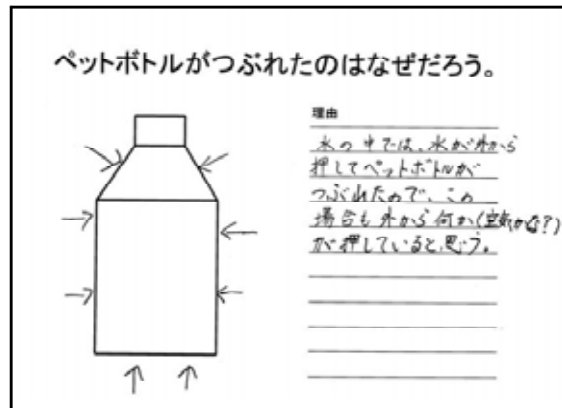 ペットボトルがつぶれたのはなぜだろう。
理由
水の中では、水が外から
押してペットボトルが
つぶれたので、この
場合も外から何か(空気かな?)
が押していると思う。